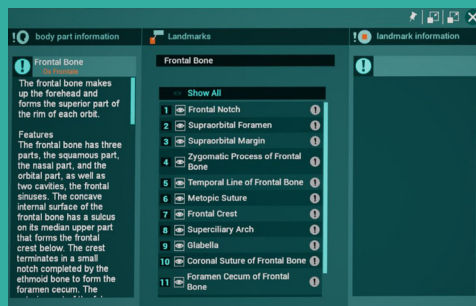 body part information
Frontal Bone
Os Frontale
The frontal bone makes
up the forehead and
forms the superior part of
the rim of each orbit.
Features
The frontal bone has three
parts, the squamous part,
the nasal part, and the
orbital part, as well as
two cavities, the frontal
sinuses. The concave
internal surface of the
frontal bone has a sulcus
on its median upper part
that forms the frontal
crest below. The crest
terminates in a small
notch completed by the
ethmoid bone to form the
foramen cecum. The
Landmarks
Frontal Bone
Show All
1 Frontal Notch
2 Supraorbital Foramen
3 Supraorbital Margin
4 Zygomatic Process of Frontal
Bone
5 Temporal Line of Frontal Bone
6 Metopic Suture
7 Frontal Crest
8 Superciliary Arch
9 Glabella
10 Coronal Suture of Frontal Bone
11 Foramen Cecum of Frontal
Bone
landmark information